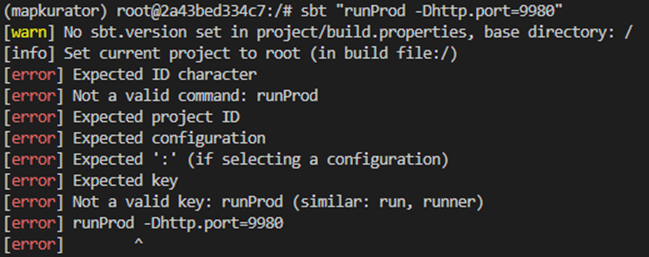 (mapkurator) root@2a43bed334c7:/# sbt "runProd -Dhttp.port=9980"
[warn] No sbt.version set in project/build.properties, base directory: /
[info] Set current project to root (in build file:/)
[error] Expected ID character
[error] Not a valid command: runProd
[error] Expected project ID
[error] Expected configuration
[error] Expected ':' (if selecting a configuration)
[error] Expected key
[error] Not a valid key: runProd (similar: run, runner)
[error] runProd -Dhttp.port=9980
[error]        ^